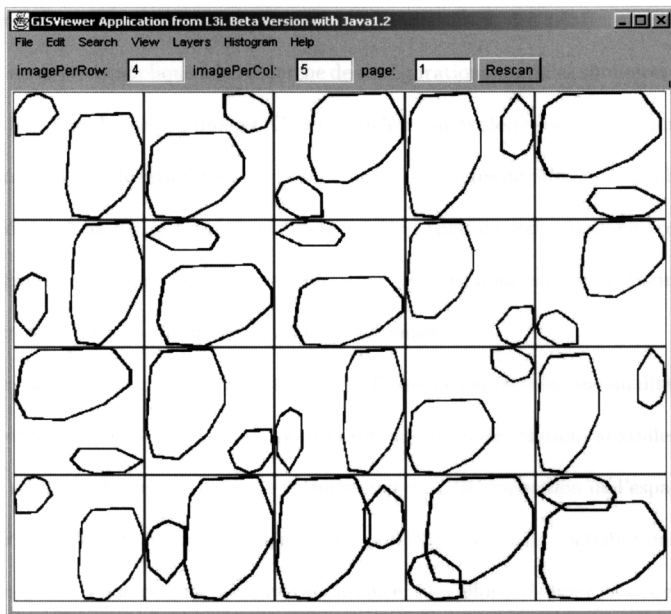 GISViewer Application from L3i. Beta Version with Java1.2
File Edit Search View Layers Histogram Help
imagePerRow: 4 imagePerCol: 5 page: 1 Rescan